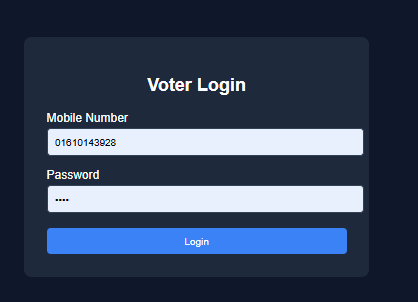 Voter Login
Mobile Number
01610143928
Password
••••
Login